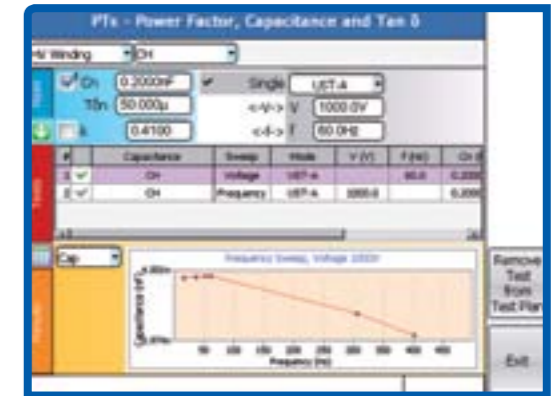 PTs - Power Factor, Capacitance and Tan δ
HV Winding CH
Cn 0.2000nF Single UST-A
50.000µ <-V-> V 1000.0V
k 0.4100 <-f-> f 60.0Hz
# Capacitance Sweep Mode V (V) f (Hz)
1 CH Voltage UST-A 60.0
2 CH Frequency UST-A 1000.0
Cap
Frequency Sweep, Voltage 1000V
Capacitance (nF)
50 100 150 200 250 300 350 400 450
Frequency (Hz)
Remove
Test
from
Test Plan
Exit